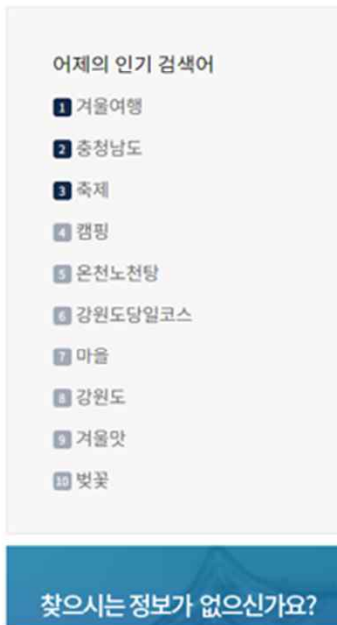 어제의 인기 검색어
1 겨울여행
2 충청남도
3 축제
4 캠핑
5 온천노천탕
6 강원도당일코스
7 마을
8 강원도
9 겨울맛
10 벚꽃
찾으시는 정보가 없으신가요?